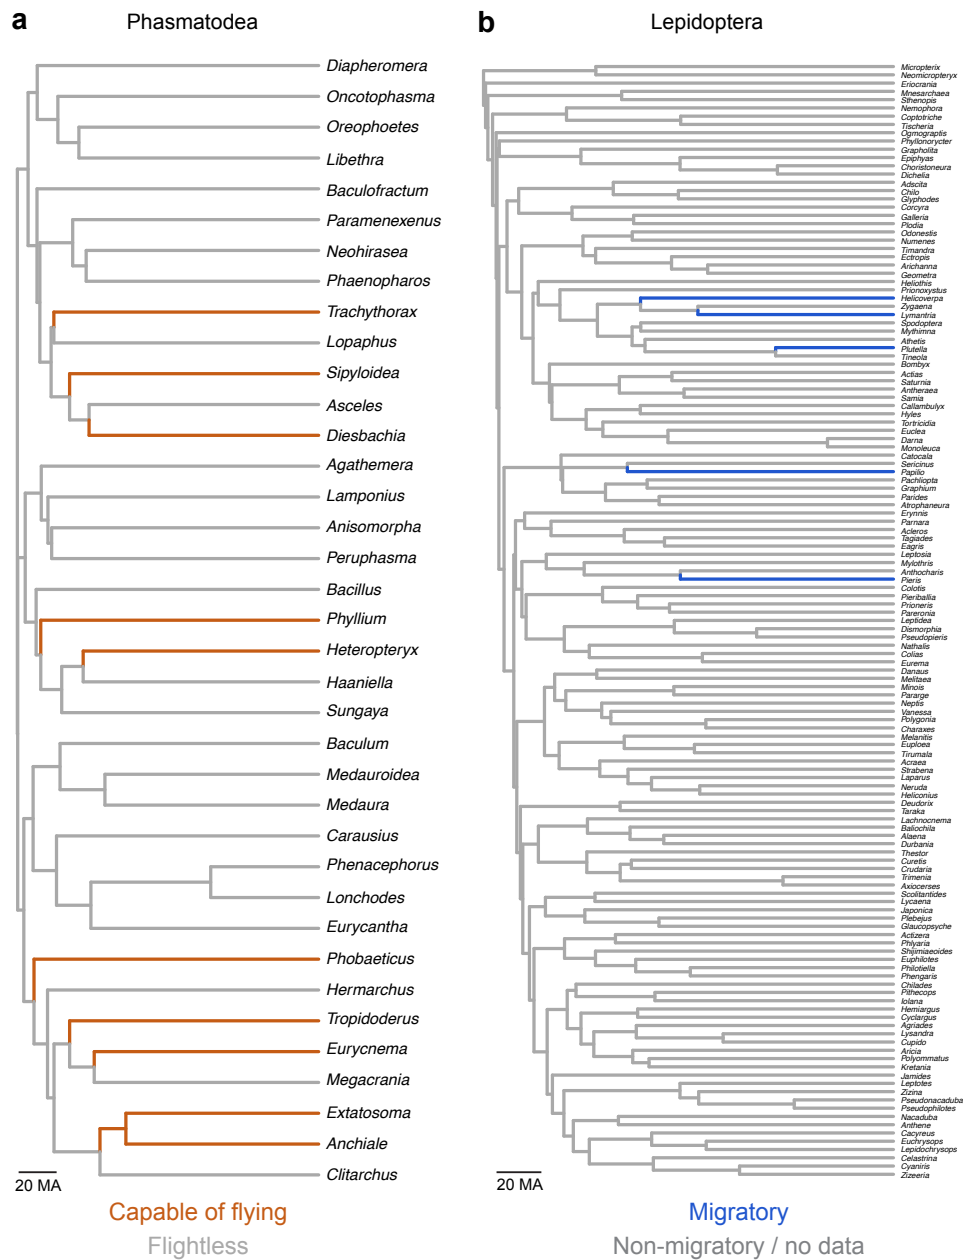 a
Phasmatodea
Diapheromera
Oncotophasma
Oreophoetes
Libethra
Baculofractum
Paramenexenus
Neohirasea
Phaenopharos
Trachythorax
Lopaphus
Sipyloidea
Asceles
Diesbachia
Agathemera
Lamponius
Anisomorpha
Peruphasma
Bacillus
Phyllium
Heteropteryx
Haaniella
Sungaya
Baculum
Medauroidea
Medaura
Carausius
Phenacephorus
Lonchodes
Eurycantha
Phobaeticus
Hermarchus
Tropidoderus
Eurycnema
Megacrania
Extatosoma
Anchiale
Clitarchus
20 MA
Capable of flying
Flightless
b
Lepidoptera
Micropterix
Neomicropteryx
Eriocrania
Mnesarchaea
Sthenopis
Nemophora
Coptotriche
Tischeria
Ogmograptis
Phyllonorycter
Grapholita
Epiphyas
Choristoneura
Dichelia
Adscita
Chilo
Glyphodes
Corcyra
Galleria
Plodia
Odonestis
Numenes
Timandra
Ectropis
Arichanna
Geometra
Heliothis
Prionoxystus
Helicoverpa
Zygaena
Lymantria
Spodoptera
Mythimna
Athetis
Plutella
Tineola
Bombyx
Actias
Saturnia
Antheraea
Samia
Callambulyx
Hyles
Tortricidia
Euclea
Darna
Monoleuca
Catocala
Sericinus
Papilio
Pachliopta
Graphium
Parides
Atrophaneura
Erynnis
Parnara
Acleros
Tagiades
Eagris
Leptosia
Mylothris
Anthocharis
Pieris
Colotis
Pieriballia
Prioneris
Pareronia
Leptidea
Dismorphia
Pseudopieris
Nathalis
Colias
Eurema
Danaus
Melitaea
Minois
Pararge
Neptis
Vanessa
Polygonia
Charaxes
Melanitis
Euploea
Tirumala
Acraea
Strabena
Laparus
Neruda
Heliconius
Deudorix
Taraka
Lachnocnema
Baliochila
Alaena
Durbania
Thestor
Curetis
Crudaria
Trimenia
Axiocerses
Scolitantides
Lycaena
Japonica
Plebejus
Glaucopsyche
Actizera
Phlyaria
Shijimiaeoides
Euphilotes
Philotiella
Phengaris
Chilades
Pithecops
Iolana
Hemiargus
Cyclargus
Agriades
Lysandra
Cupido
Aricia
Polyommatus
Kretania
Jamides
Leptotes
Zizina
Pseudonacaduba
Pseudophilotes
Nacaduba
Anthene
Cacyreus
Euchrysops
Lepidochrysops
Celastrina
Cyaniris
Zizeeria
20 MA
Migratory
Non-migratory / no data